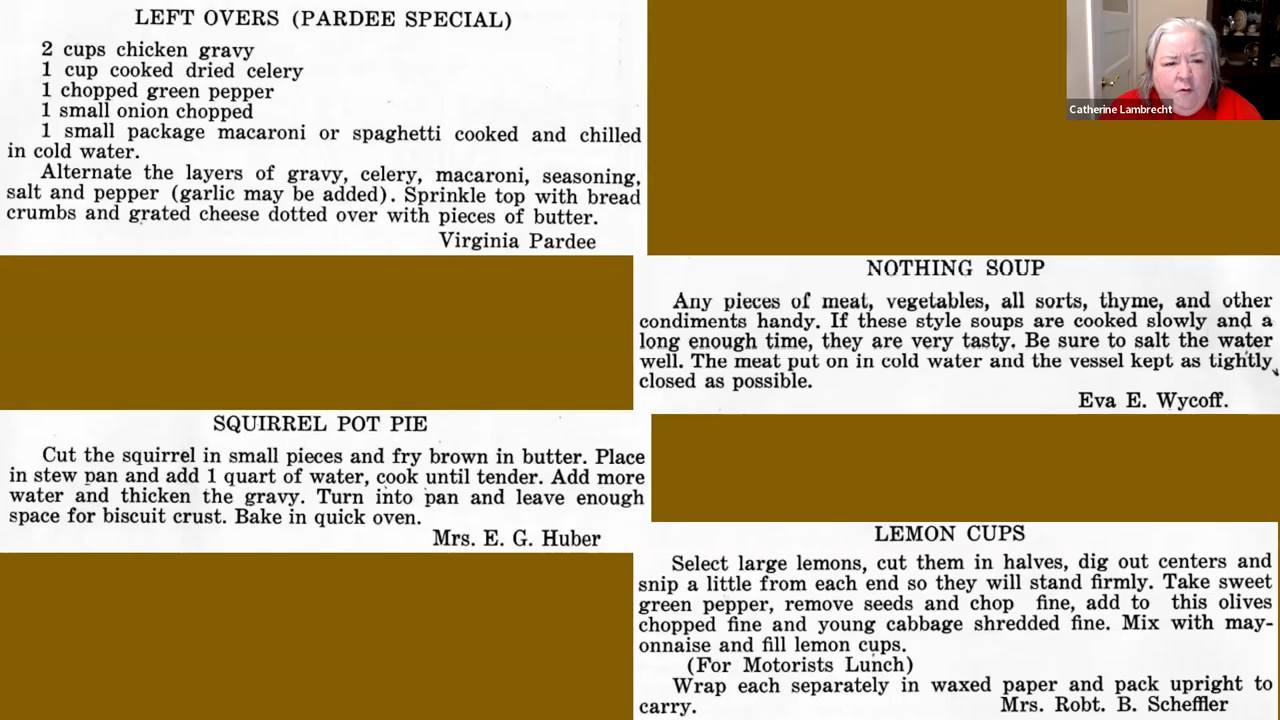 LEFT OVERS (PARDEE SPECIAL)
2 cups chicken gravy
1 cup cooked dried celery
1 chopped green pepper
1 small onion chopped
1 small package macaroni or spaghetti cooked and chilled
in cold water.
Alternate the layers of gravy, celery, macaroni, seasoning,
salt and pepper (garlic may be added). Sprinkle top with bread
crumbs and grated cheese dotted over with pieces of butter.
Virginia Pardee
Catherine Lambrecht
NOTHING SOUP
Any pieces of meat, vegetables, all sorts, thyme, and other
condiments handy. If these style soups are cooked slowly and a
long enough time, they are very tasty. Be sure to salt the water
well. The meat put on in cold water and the vessel kept as tightly
closed as possible.
Eva E. Wycoff.
SQUIRREL POT PIE
Cut the squirrel in small pieces and fry brown in butter. Place
in stew pan and add 1 quart of water, cook until tender. Add more
water and thicken the gravy. Turn into pan and leave enough
space for biscuit crust. Bake in quick oven.
Mrs. E. G. Huber
LEMON CUPS
Select large lemons, cut them in halves, dig out centers and
snip a little from each end so they will stand firmly. Take sweet
green pepper, remove seeds and chop fine, add to this olives
chopped fine and young cabbage shredded fine. Mix with may-
onnaise and fill lemon cups.
(For Motorists Lunch)
Wrap each separately in waxed paper and pack upright to
carry. Mrs. Robt. B. Scheffler